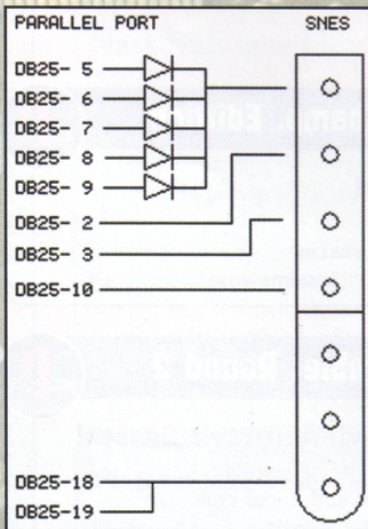 PARALLEL PORT SNES
DB25- 5
DB25- 6
DB25- 7
DB25- 8
DB25- 9
DB25- 2
DB25- 3
DB25-10
DB25-18
DB25-19